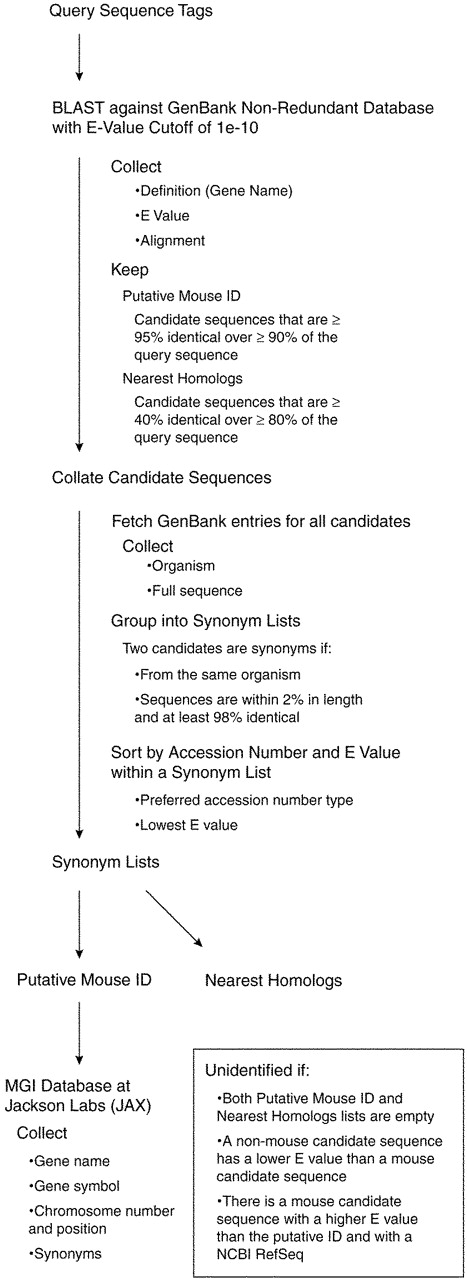 Query Sequence Tags
BLAST against GenBank Non-Redundant Database
with E-Value Cutoff of 1e-10
Collect
•Definition (Gene Name)
•E Value
•Alignment
Keep
Putative Mouse ID
Candidate sequences that are ≥
95% identical over ≥ 90% of the
query sequence
Nearest Homologs
Candidate sequences that are ≥
40% identical over ≥ 80% of the
query sequence
Collate Candidate Sequences
Fetch GenBank entries for all candidates
Collect
•Organism
•Full sequence
Group into Synonym Lists
Two candidates are synonyms if:
•From the same organism
•Sequences are within 2% in length
and at least 98% identical
Sort by Accession Number and E Value
within a Synonym List
•Preferred accession number type
•Lowest E value
Synonym Lists
Putative Mouse ID
Nearest Homologs
MGI Database at
Jackson Labs (JAX)
Collect
•Gene name
•Gene symbol
•Chromosome number
and position
•Synonyms
Unidentified if:
•Both Putative Mouse ID and
Nearest Homologs lists are empty
•A non-mouse candidate sequence
has a lower E value than a mouse
candidate sequence
•There is a mouse candidate
sequence with a higher E value
than the putative ID and with a
NCBI RefSeq